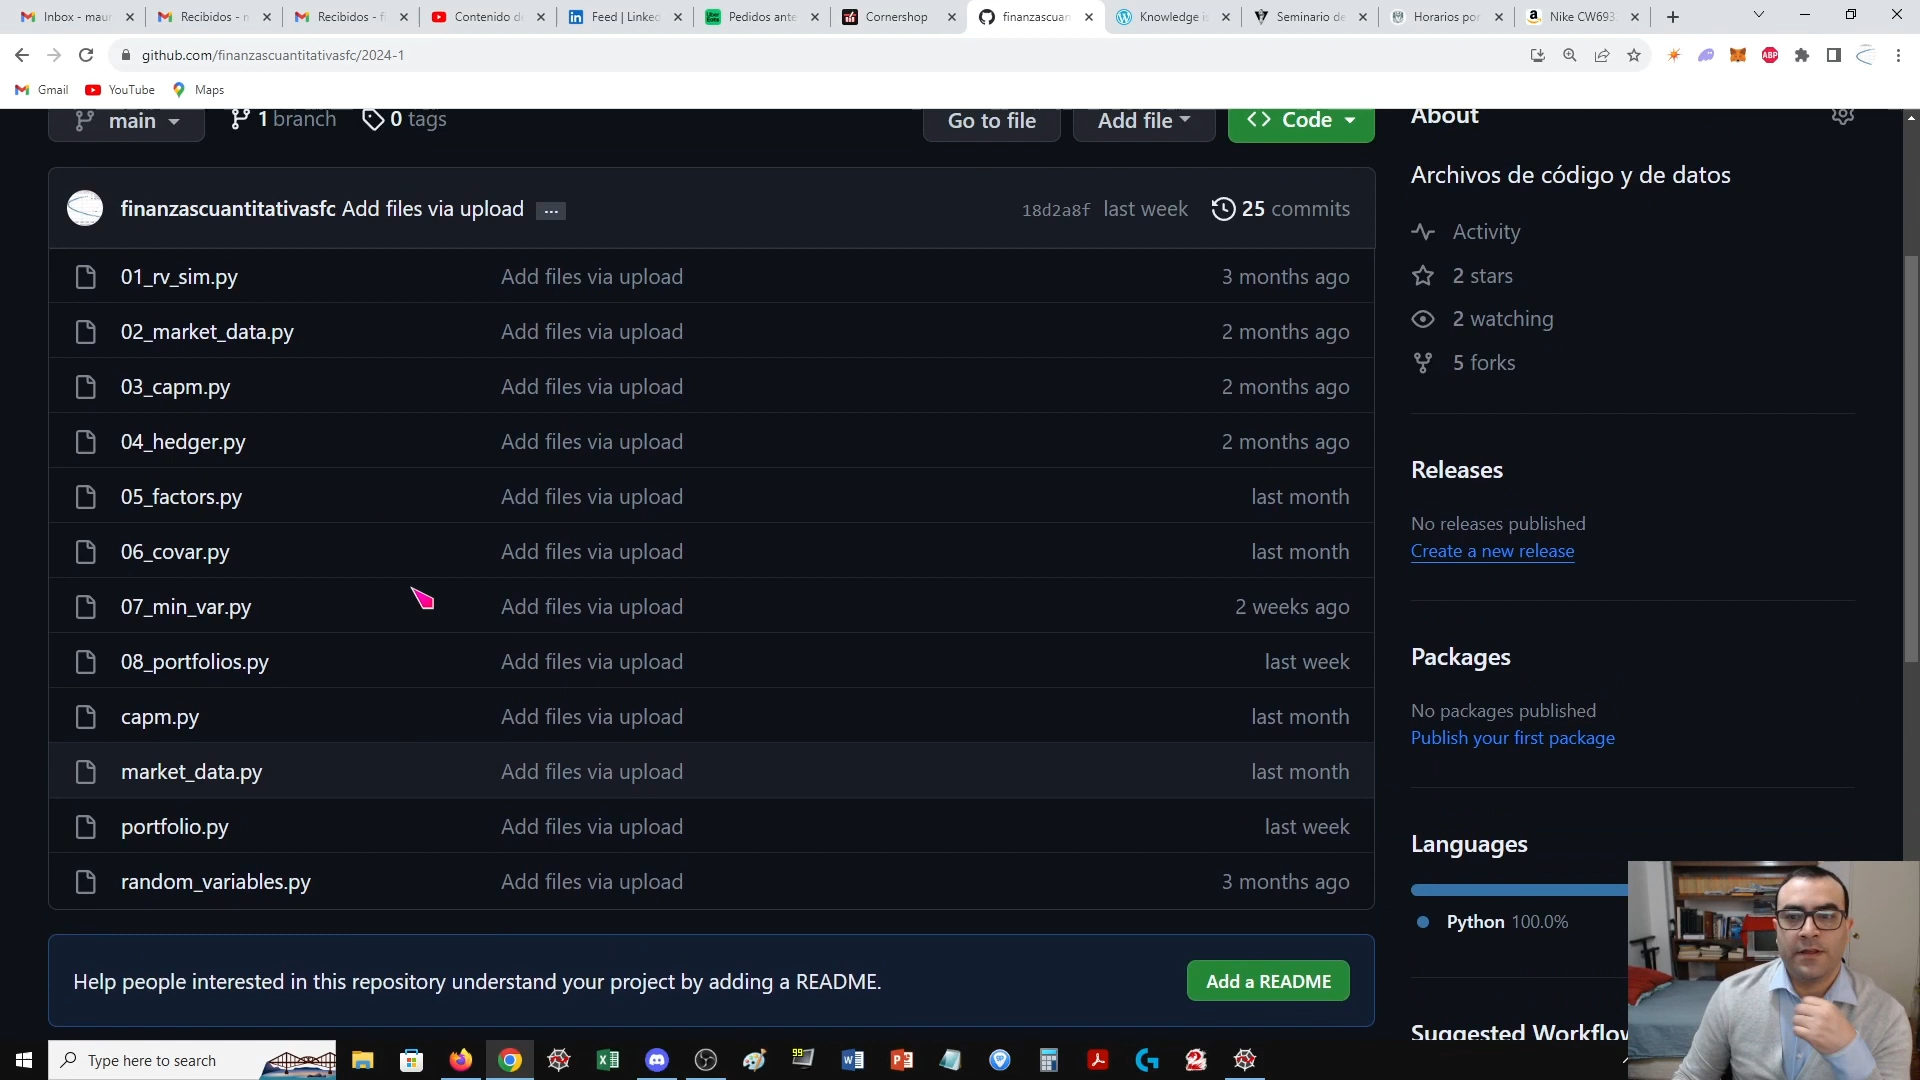 Inbox - maur
Recibidos - n
Recibidos - f
Contenido de
Feed | Linked
Pedidos ante
Cornershop
finanzascuan
Knowledge is
Seminario de
Horarios por
Nike CW693
github.com/finanzascuantitativasfc/2024-1
ABP
Gmail
YouTube
Maps
main
1 branch
0 tags
Go to file
Add file
Code
finanzascuantitativasfc Add files via upload ...
18d2a8f last week
25 commits
01_rv_sim.py Add files via upload 3 months ago
02_market_data.py Add files via upload 2 months ago
03_capm.py Add files via upload 2 months ago
04_hedger.py Add files via upload 2 months ago
05_factors.py Add files via upload last month
06_covar.py Add files via upload last month
07_min_var.py Add files via upload 2 weeks ago
08_portfolios.py Add files via upload last week
capm.py Add files via upload last month
market_data.py Add files via upload last month
portfolio.py Add files via upload last week
random_variables.py Add files via upload 3 months ago
Help people interested in this repository understand your project by adding a README.
Add a README
About
Archivos de código y de datos
Activity
2 stars
2 watching
5 forks
Releases
No releases published
Create a new release
Packages
No packages published
Publish your first package
Languages
Python 100.0%
Suggested Workflow
Type here to search